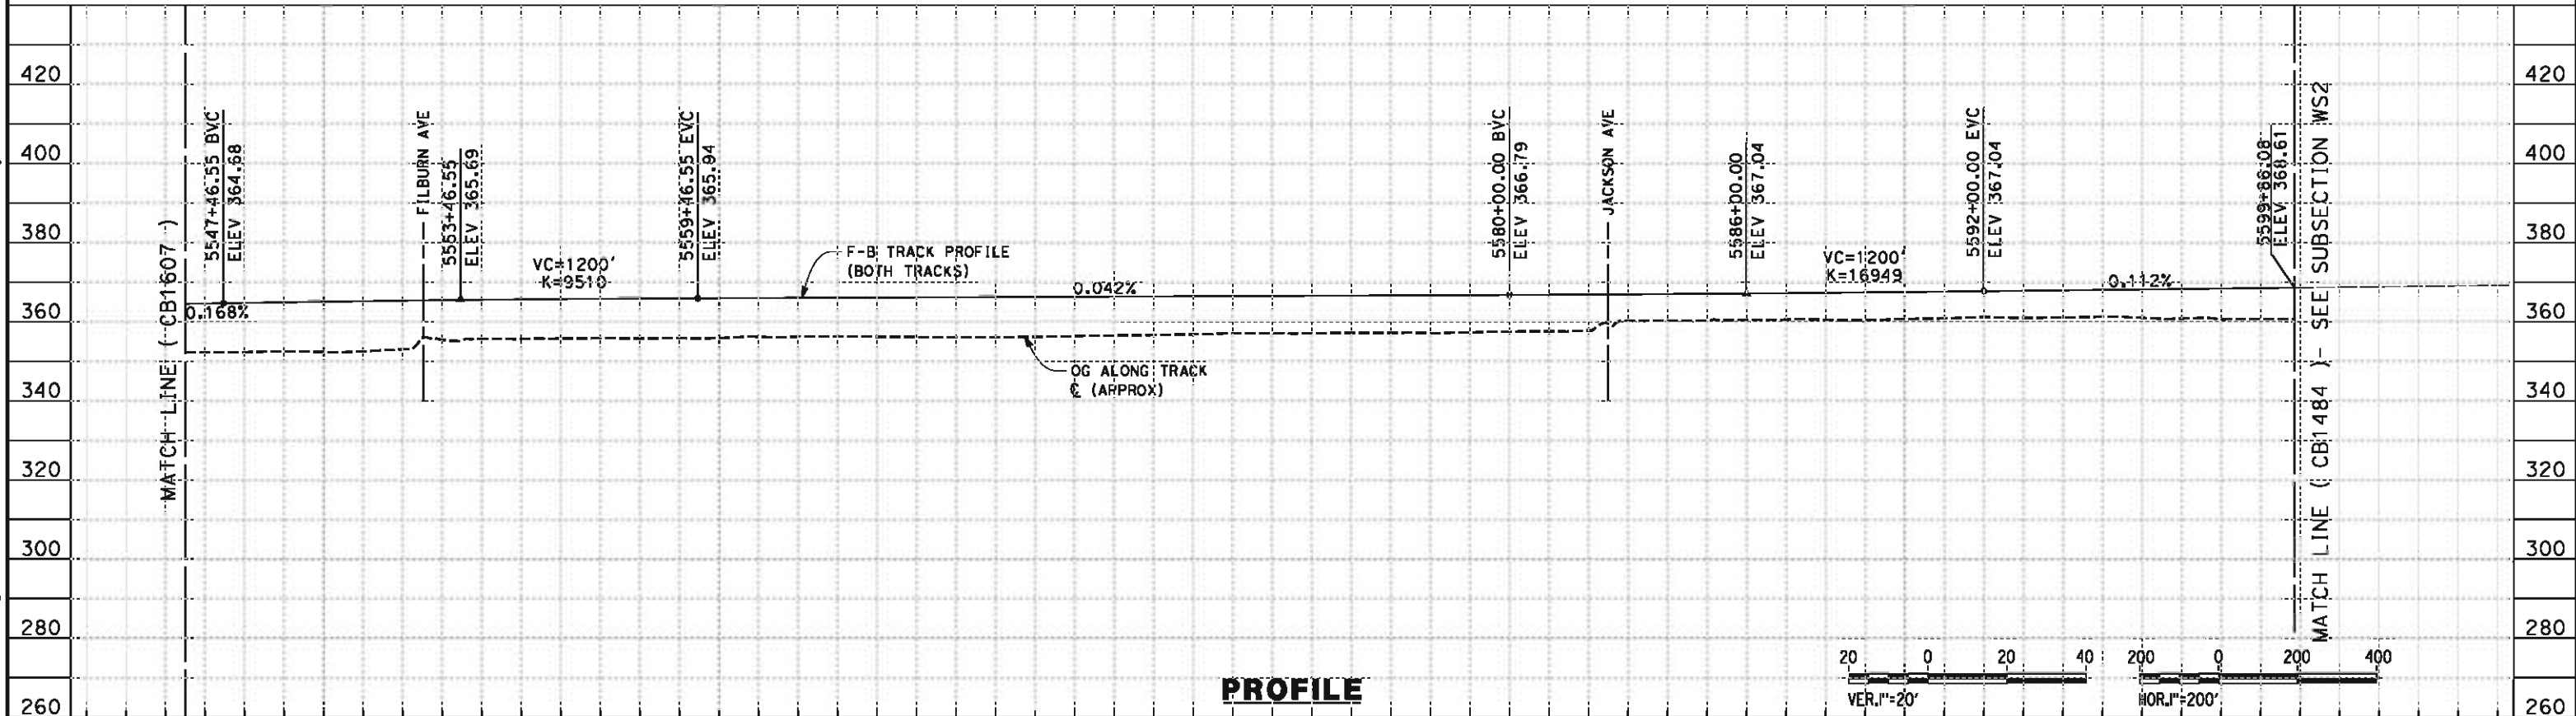 420
400
380
360
340
320
300
280
260
MATCH LINE ( CB1607 )
5547+46.55 BVC
ELEV 364.68
0.168%
FILBURN AVE
5553+46.55
ELEV 365.69
VC=1200'
K=9510
5559+46.55 EVC
ELEV 365.94
F-B TRACK PROFILE
(BOTH TRACKS)
0.042%
OG ALONG TRACK
℄ (APPROX)
5580+00.00 BVC
ELEV 366.79
JACKSON AVE
5586+00.00
ELEV 367.04
VC=1200'
K=16949
5592+00.00 EVC
ELEV 367.04
0.112%
ELEV 368.61
MATCH LINE ( CB1484 )- SEE SUBSECTION WS2
420
400
380
360
340
320
300
280
260
20 0 20 40
VER.1"=20'
200 0 200 400
HOR.1"=200'
PROFILE